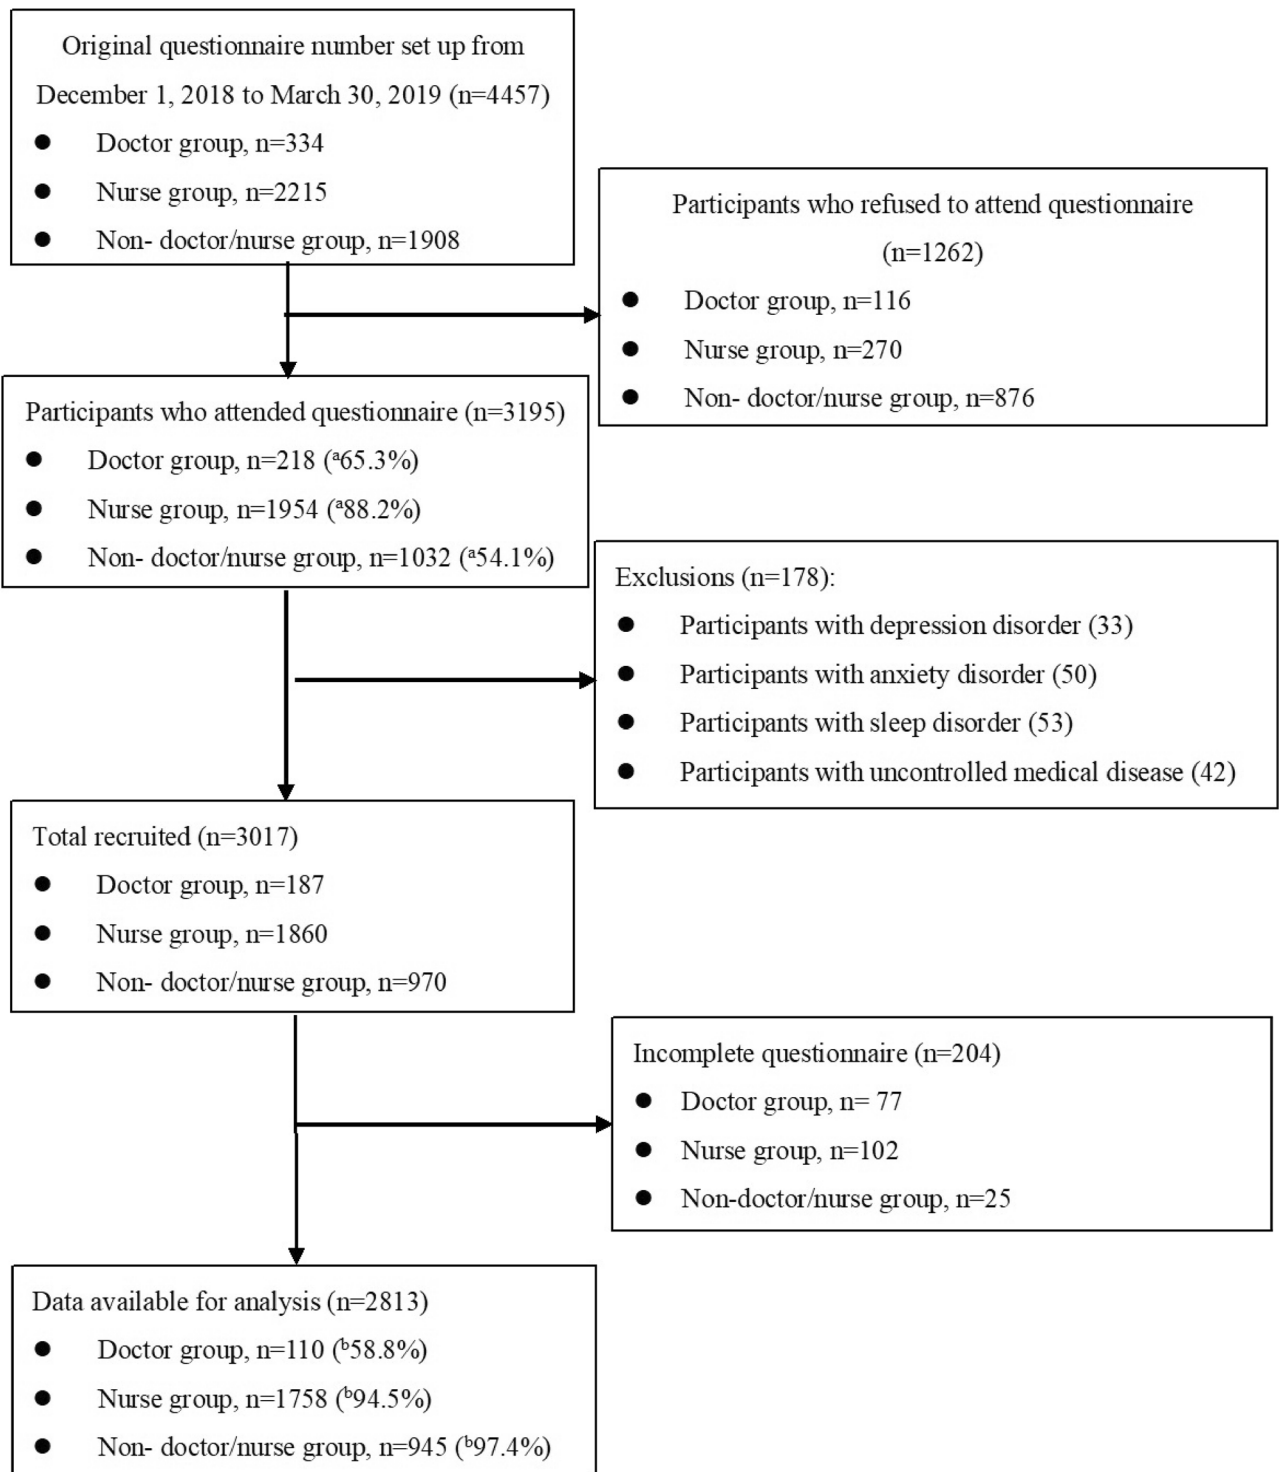 Original questionnaire number set up from
December 1, 2018 to March 30, 2019 (n=4457)
● Doctor group, n=334
● Nurse group, n=2215
● Non- doctor/nurse group, n=1908
Participants who refused to attend questionnaire
(n=1262)
● Doctor group, n=116
● Nurse group, n=270
● Non- doctor/nurse group, n=876
Participants who attended questionnaire (n=3195)
● Doctor group, n=218 (ᵃ65.3%)
● Nurse group, n=1954 (ᵃ88.2%)
● Non- doctor/nurse group, n=1032 (ᵃ54.1%)
Exclusions (n=178):
● Participants with depression disorder (33)
● Participants with anxiety disorder (50)
● Participants with sleep disorder (53)
● Participants with uncontrolled medical disease (42)
Total recruited (n=3017)
● Doctor group, n=187
● Nurse group, n=1860
● Non- doctor/nurse group, n=970
Incomplete questionnaire (n=204)
● Doctor group, n= 77
● Nurse group, n=102
● Non-doctor/nurse group, n=25
Data available for analysis (n=2813)
● Doctor group, n=110 (ᵇ58.8%)
● Nurse group, n=1758 (ᵇ94.5%)
● Non- doctor/nurse group, n=945 (ᵇ97.4%)